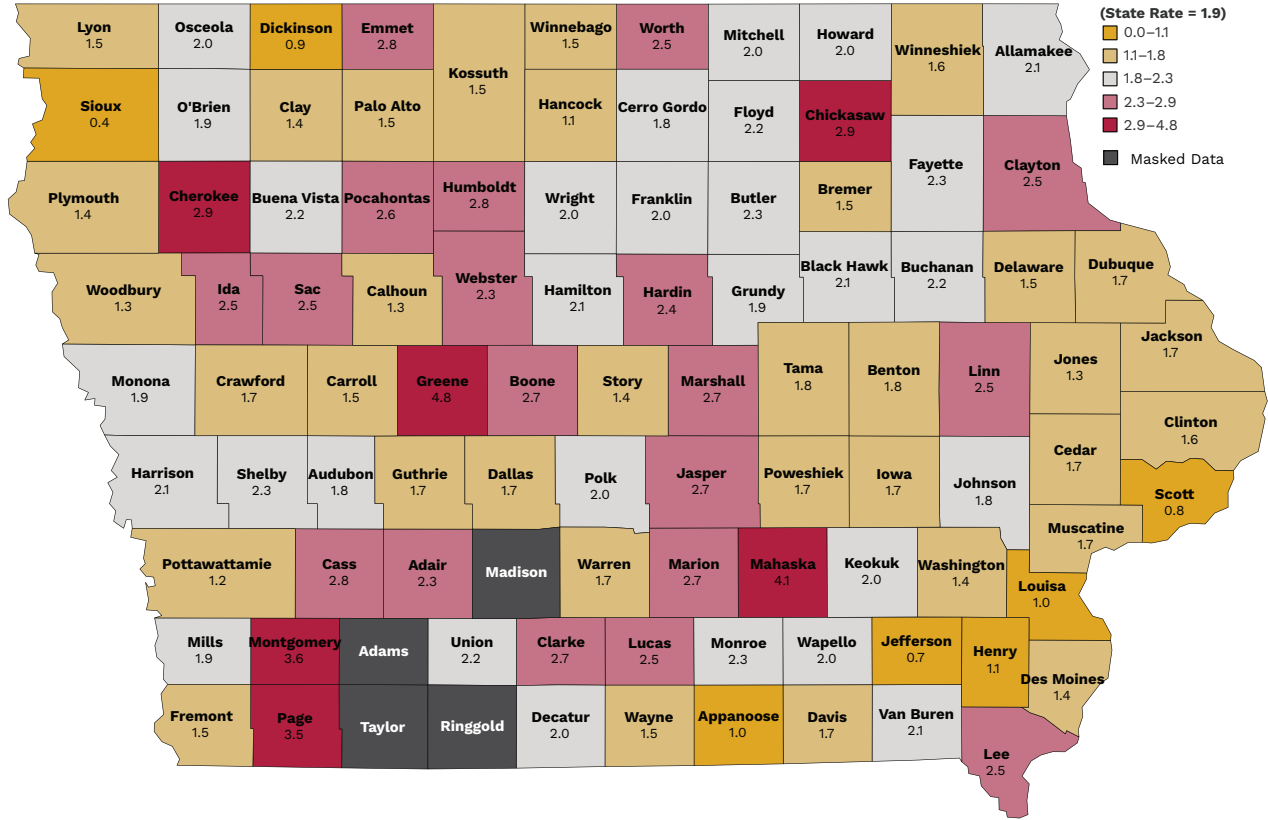 (State Rate = 1.9)
0.0–1.1
1.1–1.8
1.8–2.3
2.3–2.9
2.9–4.8
Masked Data
Lyon
1.5
Osceola
2.0
Dickinson
0.9
Emmet
2.8
Kossuth
1.5
Winnebago
1.5
Worth
2.5
Mitchell
2.0
Howard
2.0
Winneshiek
1.6
Allamakee
2.1
Sioux
0.4
O'Brien
1.9
Clay
1.4
Palo Alto
1.5
Hancock
1.1
Cerro Gordo
1.8
Floyd
2.2
Chickasaw
2.9
Fayette
2.3
Clayton
2.5
Plymouth
1.4
Cherokee
2.9
Buena Vista
2.2
Pocahontas
2.6
Humboldt
2.8
Wright
2.0
Franklin
2.0
Butler
2.3
Bremer
1.5
Woodbury
1.3
Ida
2.5
Sac
2.5
Calhoun
1.3
Webster
2.3
Hamilton
2.1
Hardin
2.4
Grundy
1.9
Black Hawk
2.1
Buchanan
2.2
Delaware
1.5
Dubuque
1.7
Monona
1.9
Crawford
1.7
Carroll
1.5
Greene
4.8
Boone
2.7
Story
1.4
Marshall
2.7
Tama
1.8
Benton
1.8
Linn
2.5
Jones
1.3
Jackson
1.7
Clinton
1.6
Harrison
2.1
Shelby
2.3
Audubon
1.8
Guthrie
1.7
Dallas
1.7
Polk
2.0
Jasper
2.7
Poweshiek
1.7
Iowa
1.7
Johnson
1.8
Cedar
1.7
Scott
0.8
Muscatine
1.7
Pottawattamie
1.2
Cass
2.8
Adair
2.3
Madison
Warren
1.7
Marion
2.7
Mahaska
4.1
Keokuk
2.0
Washington
1.4
Louisa
1.0
Mills
1.9
Montgomery
3.6
Adams
Union
2.2
Clarke
2.7
Lucas
2.5
Monroe
2.3
Wapello
2.0
Jefferson
0.7
Henry
1.1
Des Moines
1.4
Fremont
1.5
Page
3.5
Taylor
Ringgold
Decatur
2.0
Wayne
1.5
Appanoose
1.0
Davis
1.7
Van Buren
2.1
Lee
2.5